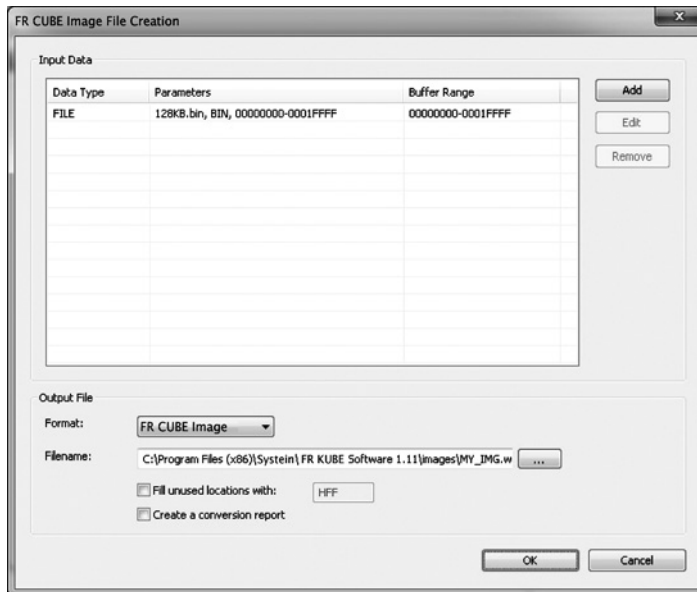 FR CUBE Image File Creation
x
Input Data
Data Type Parameters Buffer Range
FILE 128KB.bin, BIN, 00000000-0001FFFF 00000000-0001FFFF
Add
Edit
Remove
Output File
Format: FR CUBE Image
Filename: C:\Program Files (x86)\Systein\ FR KUBE Software 1.11\images\MY_IMG.w ...
Fill unused locations with: HFF
Create a conversion report
OK Cancel